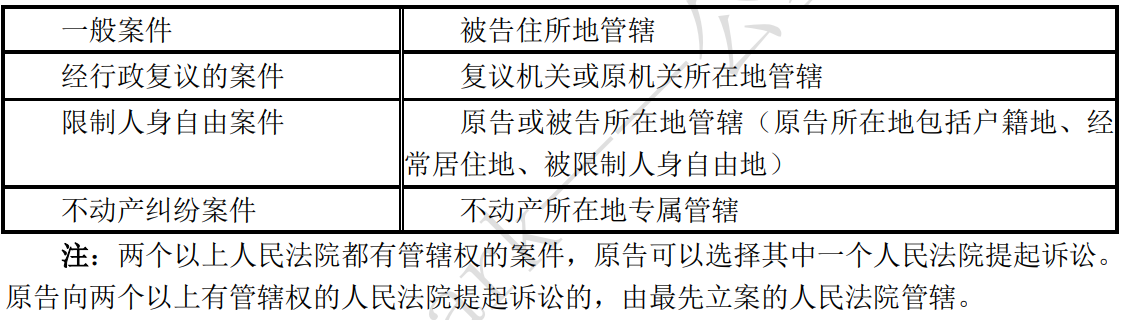 一般案件 被告住所地管辖
经行政复议的案件 复议机关或原机关所在地管辖
限制人身自由案件 原告或被告所在地管辖（原告所在地包括户籍地、经
常居住地、被限制人身自由地）
不动产纠纷案件 不动产所在地专属管辖
注：两个以上人民法院都有管辖权的案件，原告可以选择其中一个人民法院提起诉讼。
原告向两个以上有管辖权的人民法院提起诉讼的，由最先立案的人民法院管辖。